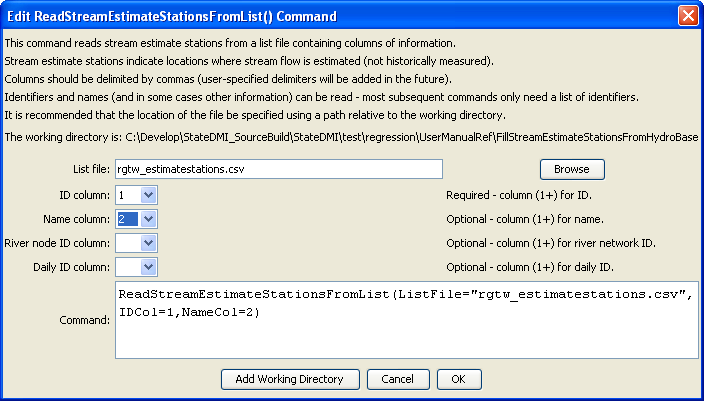 Edit ReadStreamEstimateStationsFromList() Command
This command reads stream estimate stations from a list file containing columns of information.
Stream estimate stations indicate locations where stream flow is estimated (not historically measured).
Columns should be delimited by commas (user-specified delimiters will be added in the future).
Identifiers and names (and in some cases other information) can be read - most subsequent commands only need a list of identifiers.
It is recommended that the location of the file be specified using a path relative to the working directory.
The working directory is: C:\Develop\StateDMI_SourceBuild\StateDMI\test\regression\UserManualRef\FillStreamEstimateStationsFromHydroBase
List file: rgtw_estimatestations.csv Browse
ID column: 1 Required - column (1+) for ID.
Name column: 2 Optional - column (1+) for name.
River node ID column: Optional - column (1+) for river network ID.
Daily ID column: Optional - column (1+) for daily ID.
ReadStreamEstimateStationsFromList(ListFile="rgtw_estimatestations.csv",
Command: IDCol=1,NameCol=2)
Add Working Directory Cancel OK